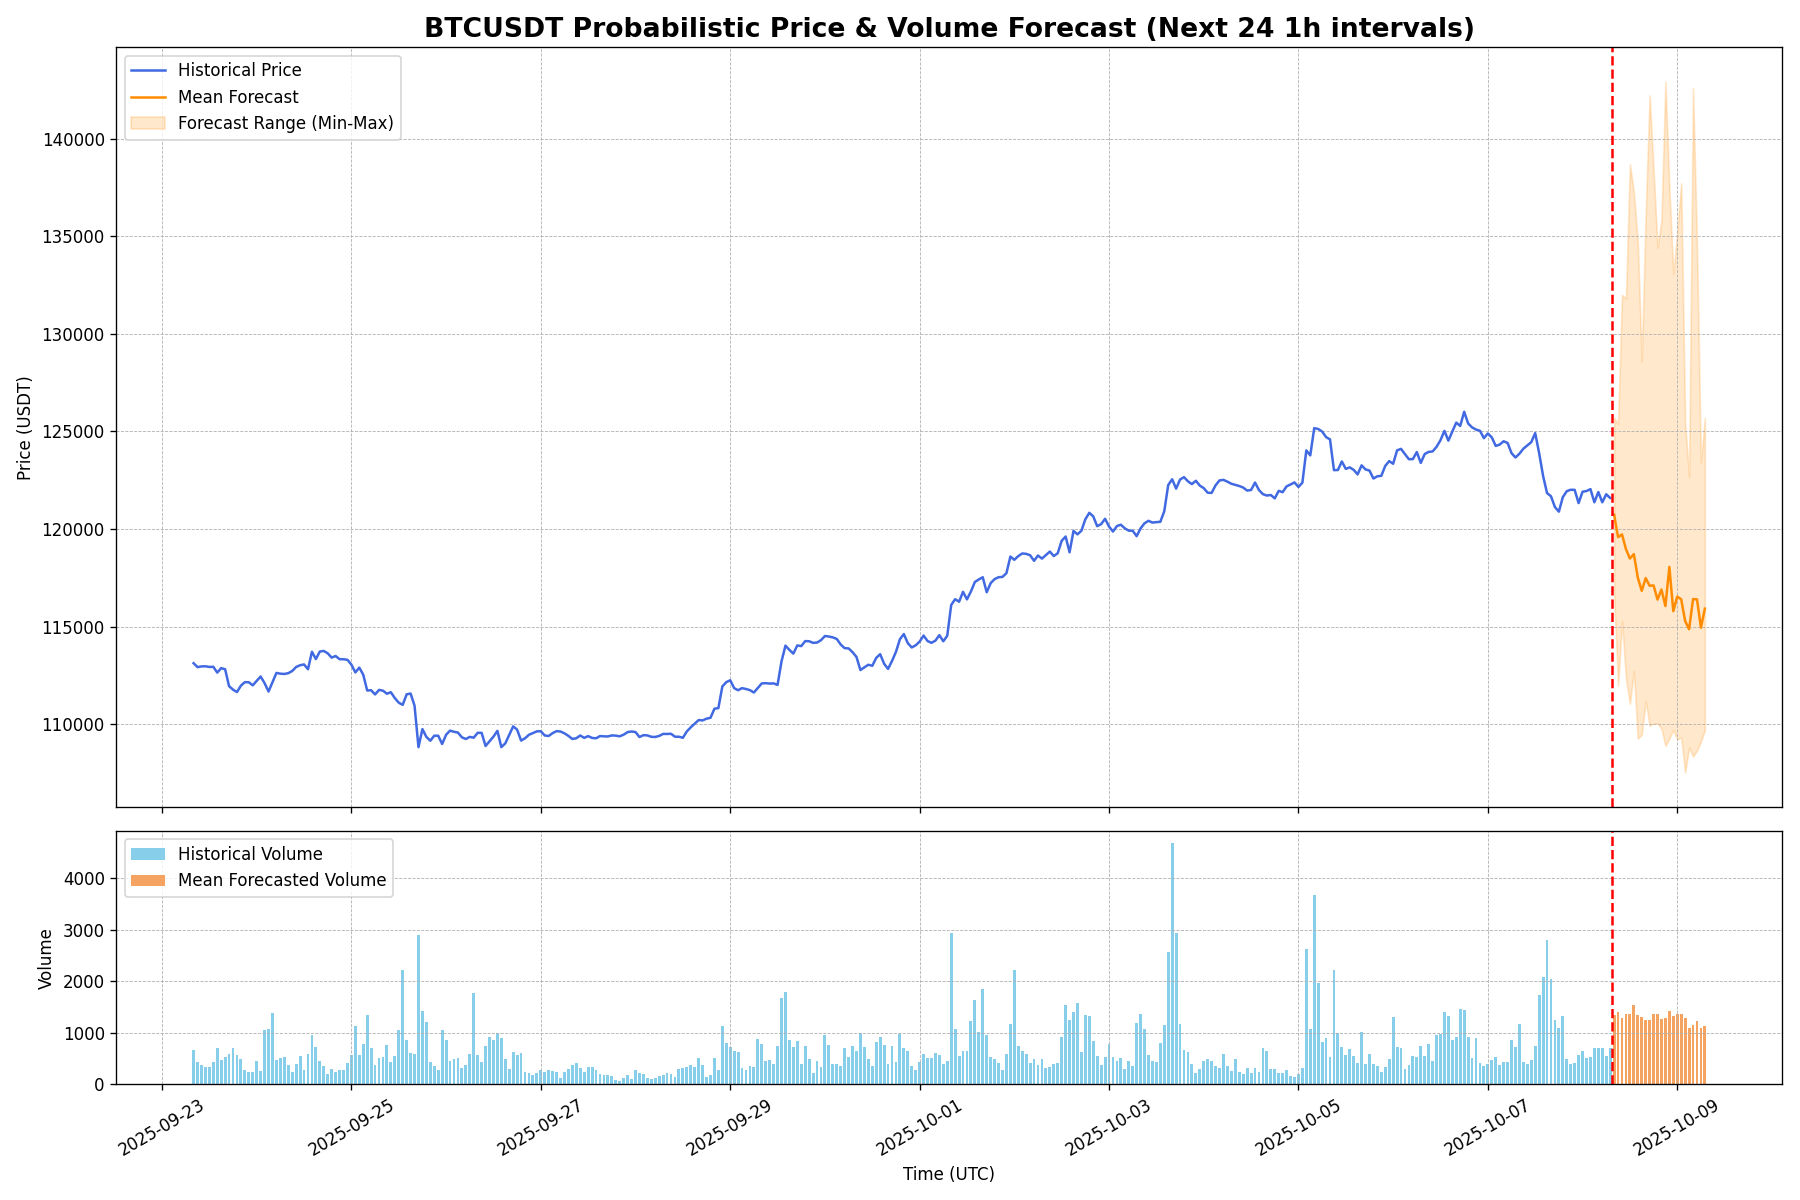 BTCUSDT Probabilistic Price & Volume Forecast (Next 24 1h intervals)
Historical Price
Mean Forecast
Forecast Range (Min-Max)
Price (USDT)
140000
135000
130000
125000
120000
115000
110000
Historical Volume
Mean Forecasted Volume
Volume
4000
3000
2000
1000
0
2025-09-23
2025-09-25
2025-09-27
2025-09-29
2025-10-01
2025-10-03
2025-10-05
2025-10-07
2025-10-09
Time (UTC)